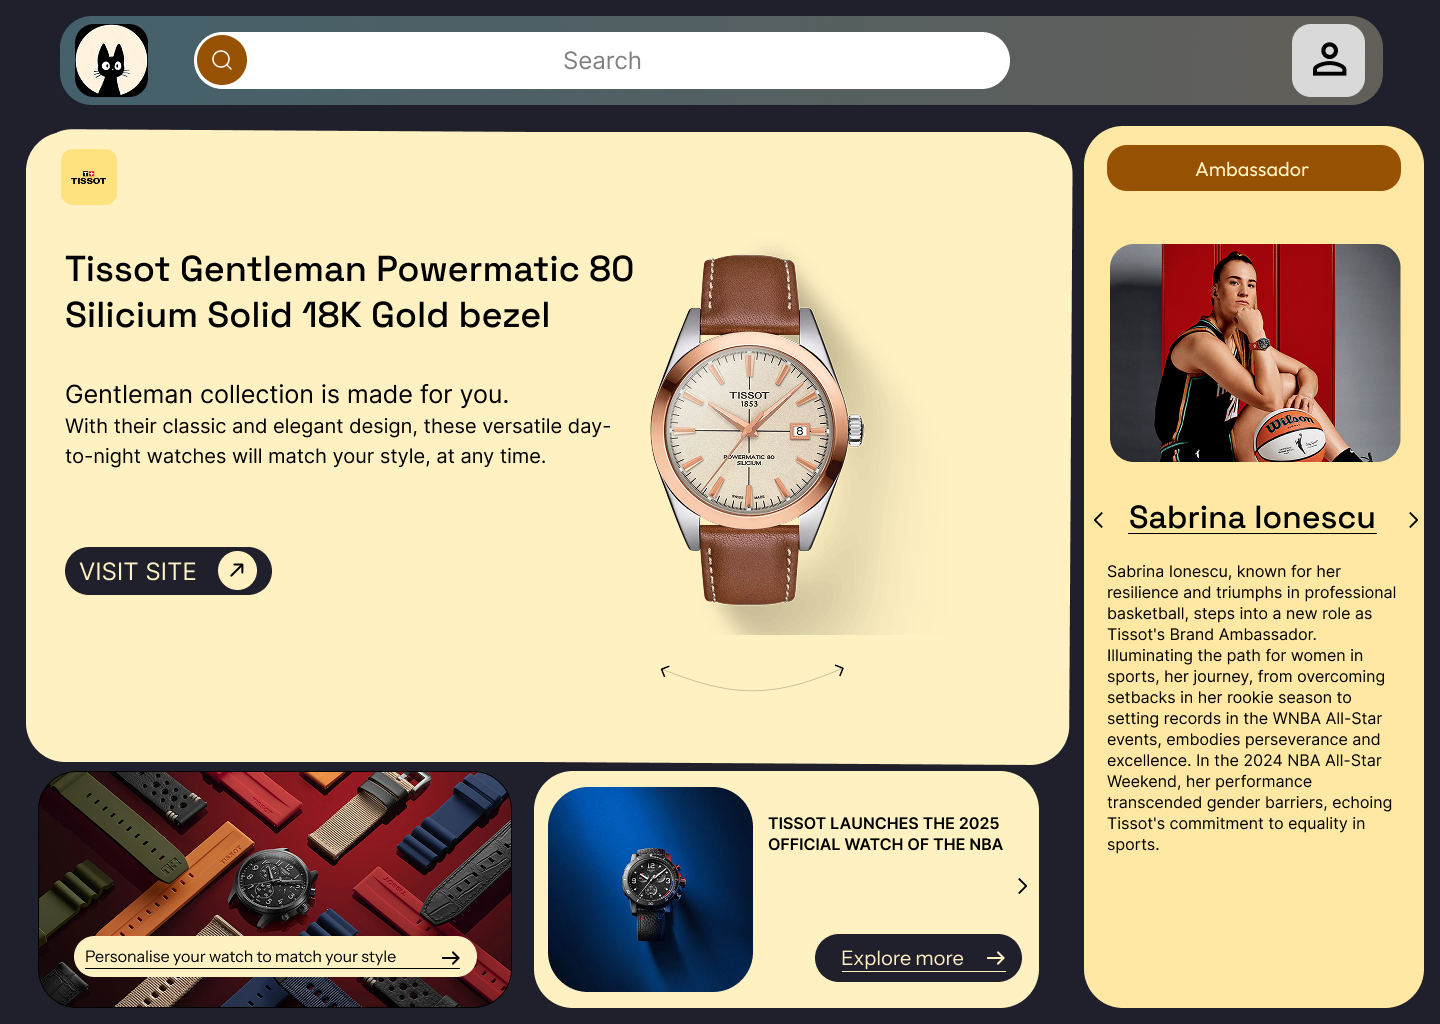 Search
TISSOT
Tissot Gentleman Powermatic 80
Silicium Solid 18K Gold bezel
Gentleman collection is made for you.
With their classic and elegant design, these versatile day-
to-night watches will match your style, at any time.
VISIT SITE
TISSOT
1853
8
POWERMATIC 80
SILICIUM
SWISS MADE
Ambassador
Wilson
Sabrina Ionescu
Sabrina Ionescu, known for her
resilience and triumphs in professional
basketball, steps into a new role as
Tissot's Brand Ambassador.
Illuminating the path for women in
sports, her journey, from overcoming
setbacks in her rookie season to
setting records in the WNBA All-Star
events, embodies perseverance and
excellence. In the 2024 NBA All-Star
Weekend, her performance
transcended gender barriers, echoing
Tissot's commitment to equality in
sports.
TISSOT
Personalise your watch to match your style
TISSOT LAUNCHES THE 2025
OFFICIAL WATCH OF THE NBA
Explore more